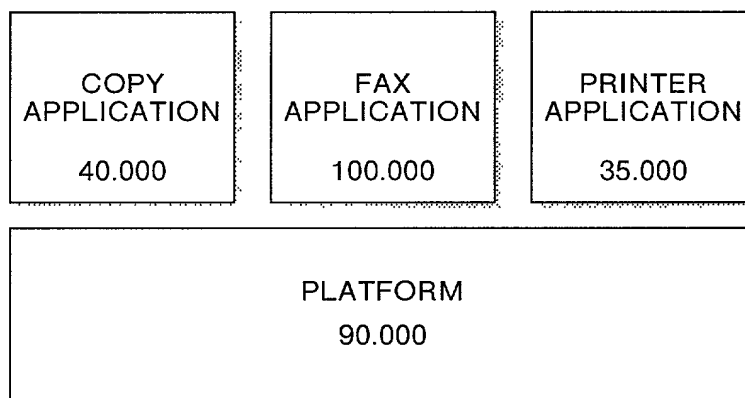 COPY
APPLICATION
40.000
FAX
APPLICATION
100.000
PRINTER
APPLICATION
35.000
PLATFORM
90.000